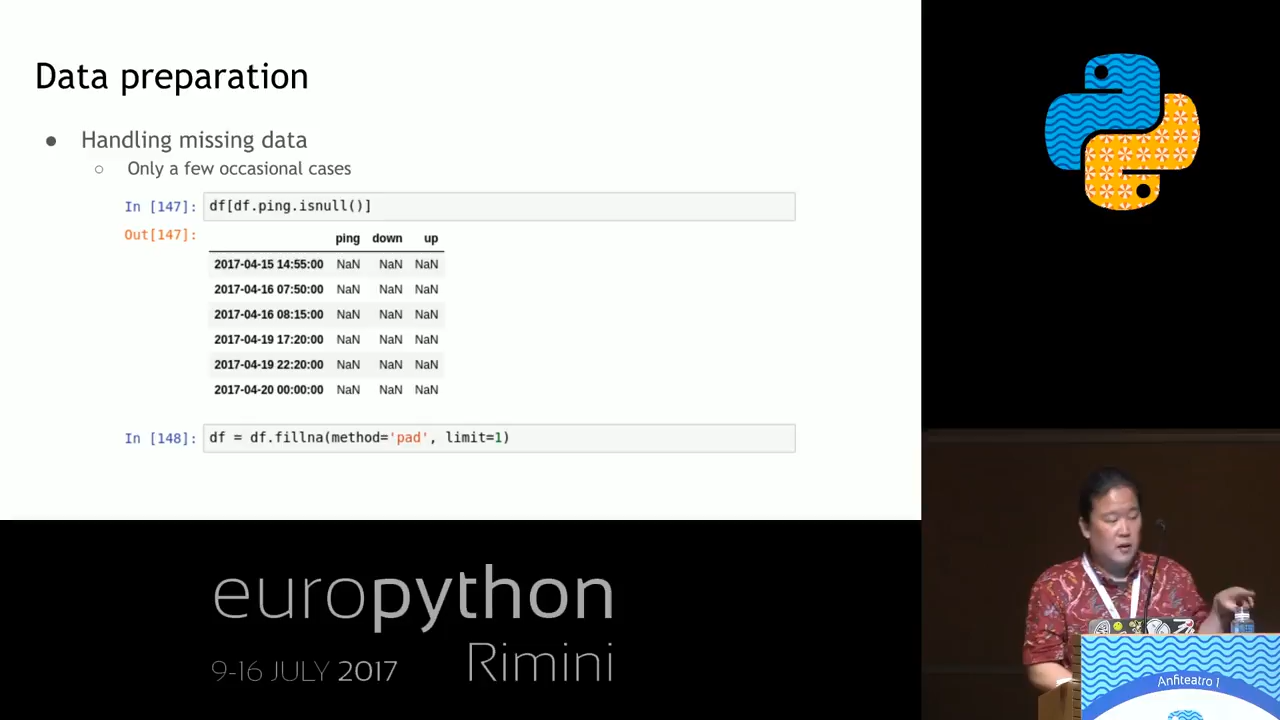 Data preparation
● Handling missing data
○ Only a few occasional cases
In [147]: df[df.ping.isnull()]
Out[147]:
ping down up
2017-04-15 14:55:00 NaN NaN NaN
2017-04-16 07:50:00 NaN NaN NaN
2017-04-16 08:15:00 NaN NaN NaN
2017-04-19 17:20:00 NaN NaN NaN
2017-04-19 22:20:00 NaN NaN NaN
2017-04-20 00:00:00 NaN NaN NaN
In [148]: df = df.fillna(method='pad', limit=1)
europython
9-16 JULY 2017 Rimini
Anfiteatro 1